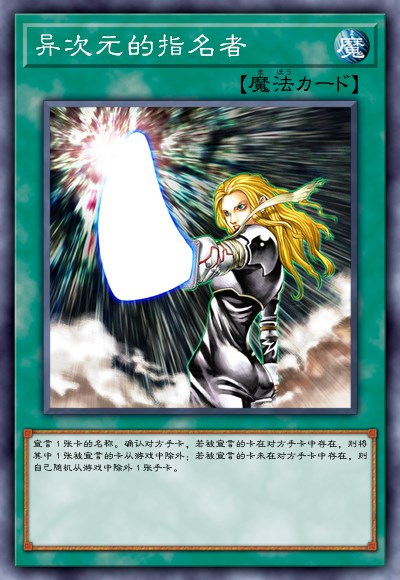 异次元的指名者
魔
【魔法カード】
ま ほう
宣言1张卡的名称。确认对方手卡，若被宣言的卡在对方手卡中存在，则将
其中1张被宣言的卡从游戏中除外；若被宣言的卡未在对方手卡中存在，则
自己随机从游戏中除外1张手卡。